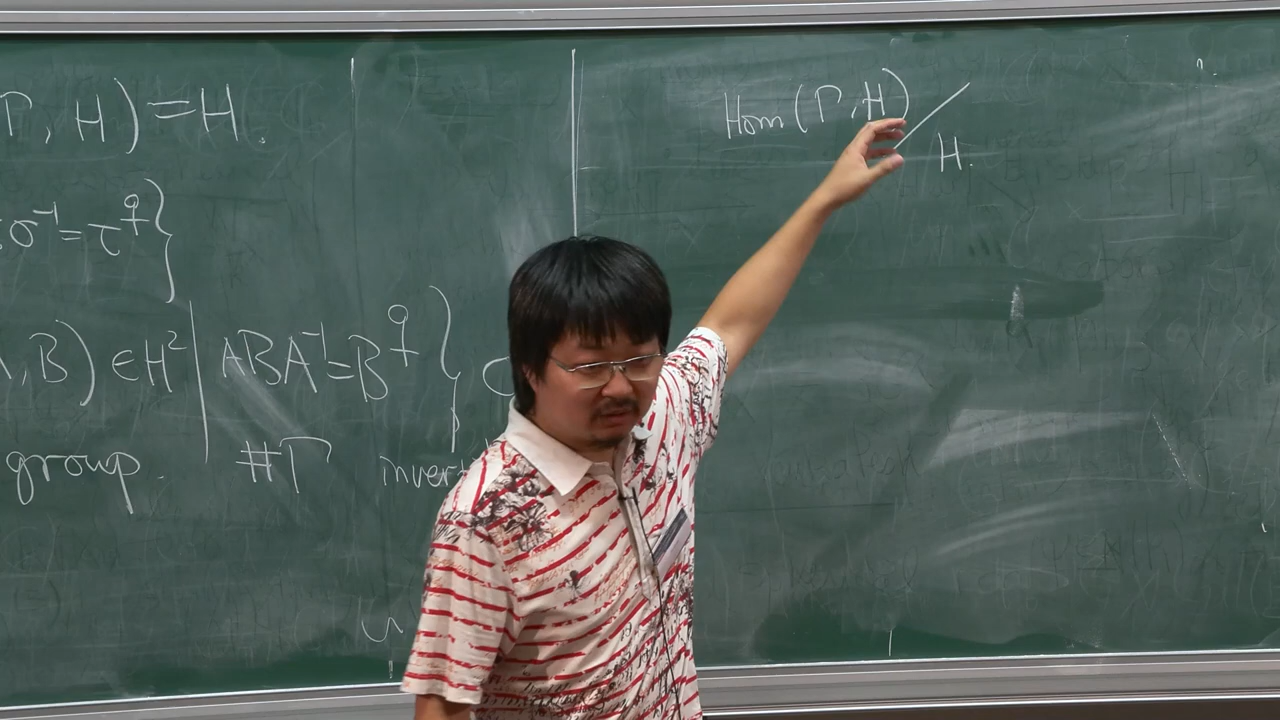 Γ, H) = H.
σ⁻¹ = τ^q }
, B) ∈ H² | ABA⁻¹ = B^q } ⊂
group. #Γ invert
Hom(Γ, H) / H.